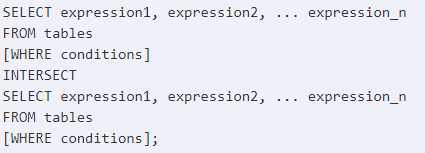 SELECT expression1, expression2, ... expression_n
FROM tables
[WHERE conditions]
INTERSECT
SELECT expression1, expression2, ... expression_n
FROM tables
[WHERE conditions];